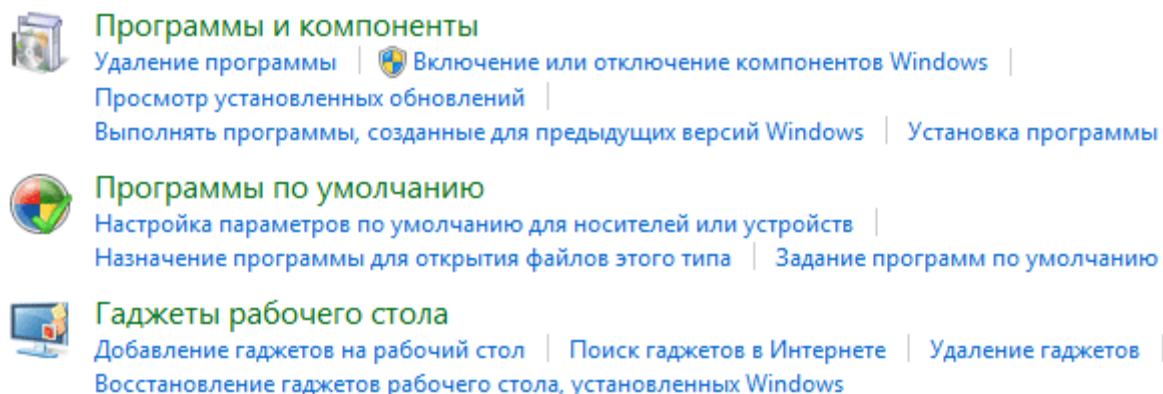 Программы и компоненты
Удаление программы | Включение или отключение компонентов Windows |
Просмотр установленных обновлений |
Выполнять программы, созданные для предыдущих версий Windows | Установка программы
Программы по умолчанию
Настройка параметров по умолчанию для носителей или устройств |
Назначение программы для открытия файлов этого типа | Задание программ по умолчанию
Гаджеты рабочего стола
Добавление гаджетов на рабочий стол | Поиск гаджетов в Интернете | Удаление гаджетов |
Восстановление гаджетов рабочего стола, установленных Windows